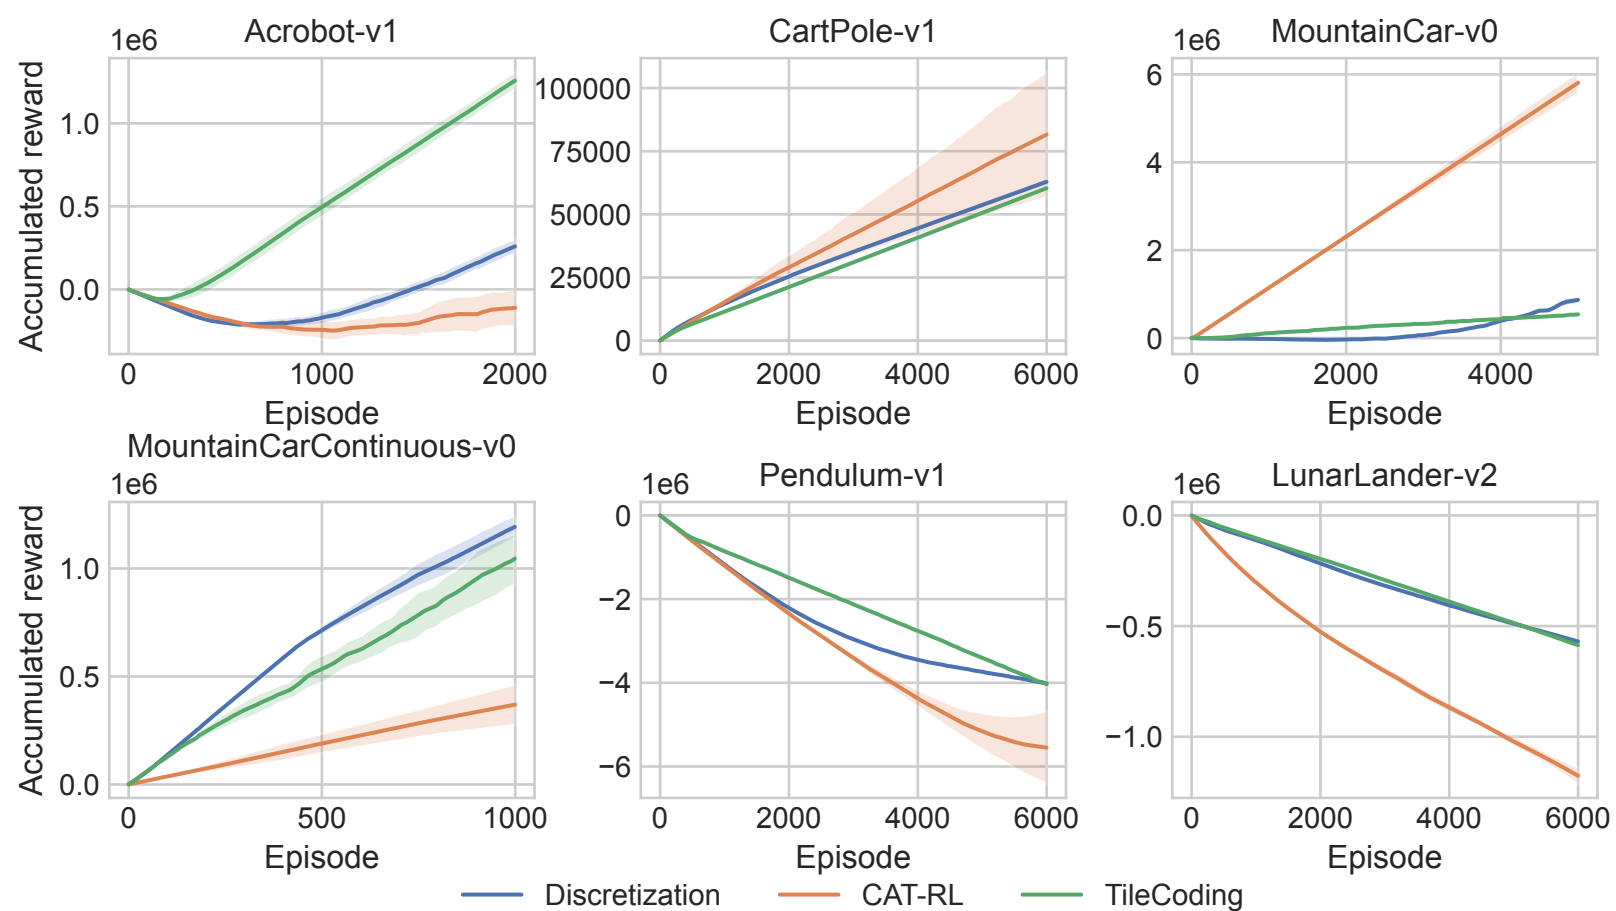 Acrobot-v1
1e6
Accumulated reward
1.0
0.5
0.0
0 1000 2000
Episode
CartPole-v1
100000
75000
50000
25000
0
0 2000 4000 6000
Episode
MountainCar-v0
1e6
6
4
2
0
0 2000 4000
Episode
MountainCarContinuous-v0
1e6
Accumulated reward
1.0
0.5
0.0
0 500 1000
Episode
Pendulum-v1
1e6
0
−2
−4
−6
0 2000 4000 6000
Episode
LunarLander-v2
1e6
0.0
−0.5
−1.0
0 2000 4000 6000
Episode
Discretization CAT-RL TileCoding